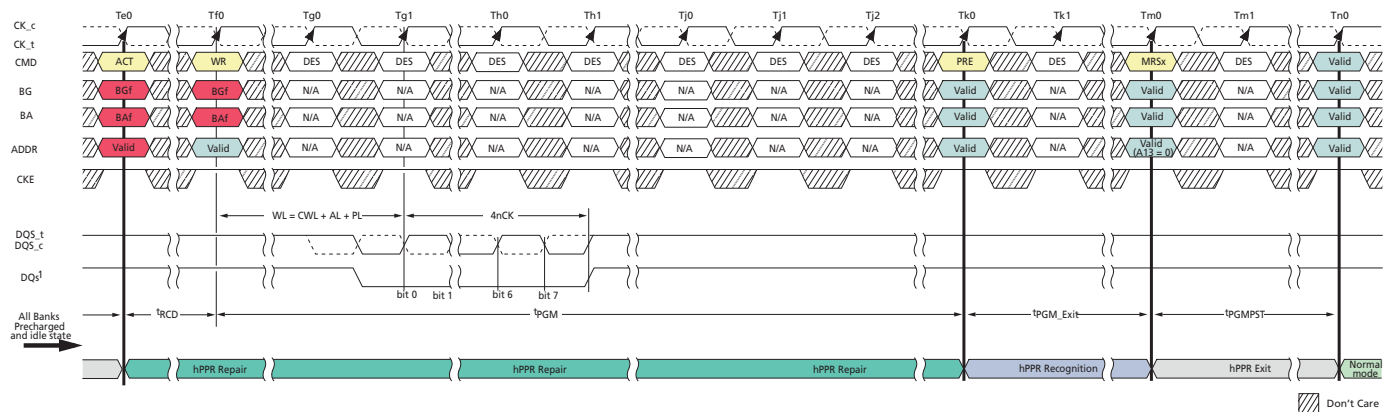 Te0 Tf0 Tg0 Tg1 Th0 Th1 Tj0 Tj1 Tj2 Tk0 Tk1 Tm0 Tm1 Tn0
CK_c
CK_t
CMD ACT WR DES DES DES DES DES DES DES PRE DES MRSx DES Valid
BG BGf BGf N/A N/A N/A N/A N/A N/A N/A Valid N/A Valid N/A Valid
BA BAf BAf N/A N/A N/A N/A N/A N/A N/A Valid N/A Valid N/A Valid
ADDR Valid Valid N/A N/A N/A N/A N/A N/A N/A Valid N/A Valid (A13 = 0) N/A Valid
CKE
WL = CWL + AL + PL 4nCK
DQS_t
DQS_c
DQs1
bit 0 bit 1 bit 6 bit 7
All Banks
Precharged
and idle state
tRCD tPGM tPGM_Exit tPGMPST
hPPR Repair hPPR Repair hPPR Repair hPPR Recognition hPPR Exit Normal mode
Don't Care